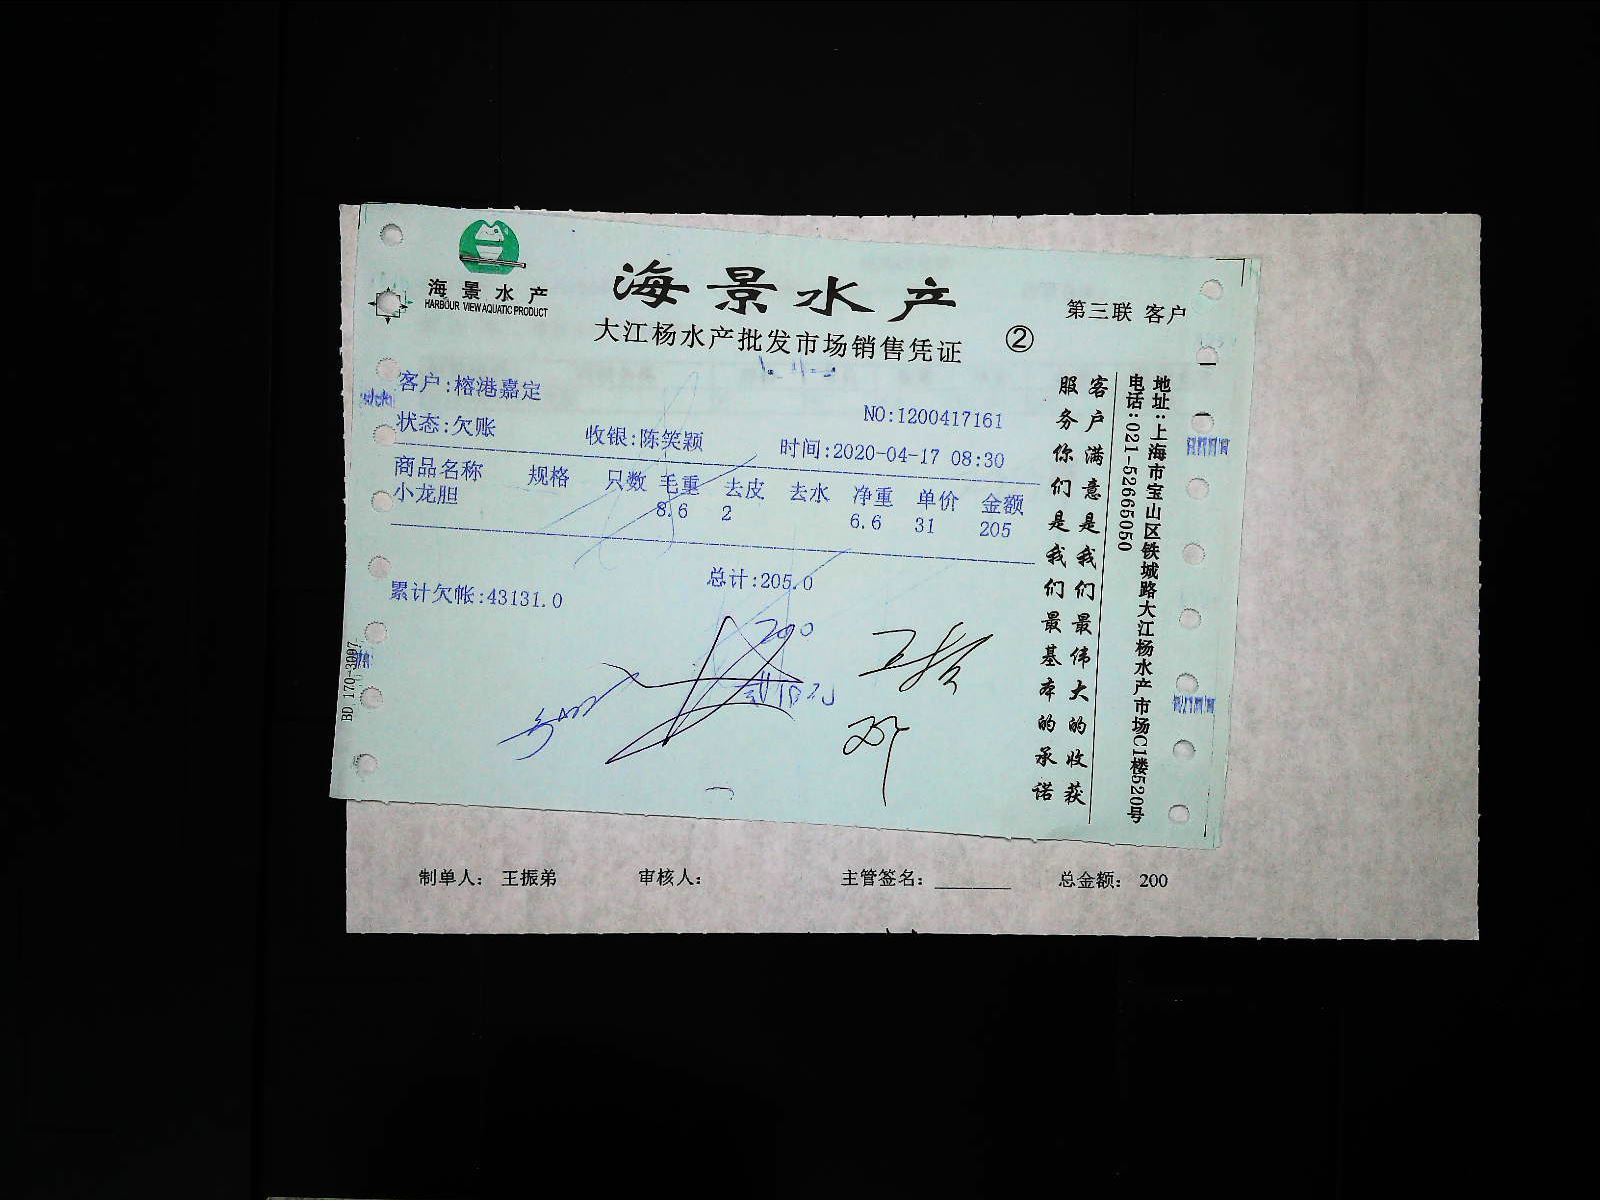 海景水产
HARBOUR VIEW AQUATIC PRODUCT
海景水产
大江杨水产批发市场销售凭证
②
第三联 客户
客户:榕港嘉定
NO:1200417161
状态:欠账 收银:陈笑颖 时间:2020-04-17 08:30
商品名称 规格 只数 毛重 去皮 去水 净重 单价 金额
小龙胆 8.6 2 6.6 31 205
总计:205.0
累计欠帐:43131.0
200
客户满意是我们最伟大的收获
服务你们是我们最基本的承诺
地址:上海市宝山区铁城路大江杨水产市场C1楼520号
电话:021-52665050
BD 170-3007
制单人: 王振弟 审核人: 主管签名: 总金额: 200